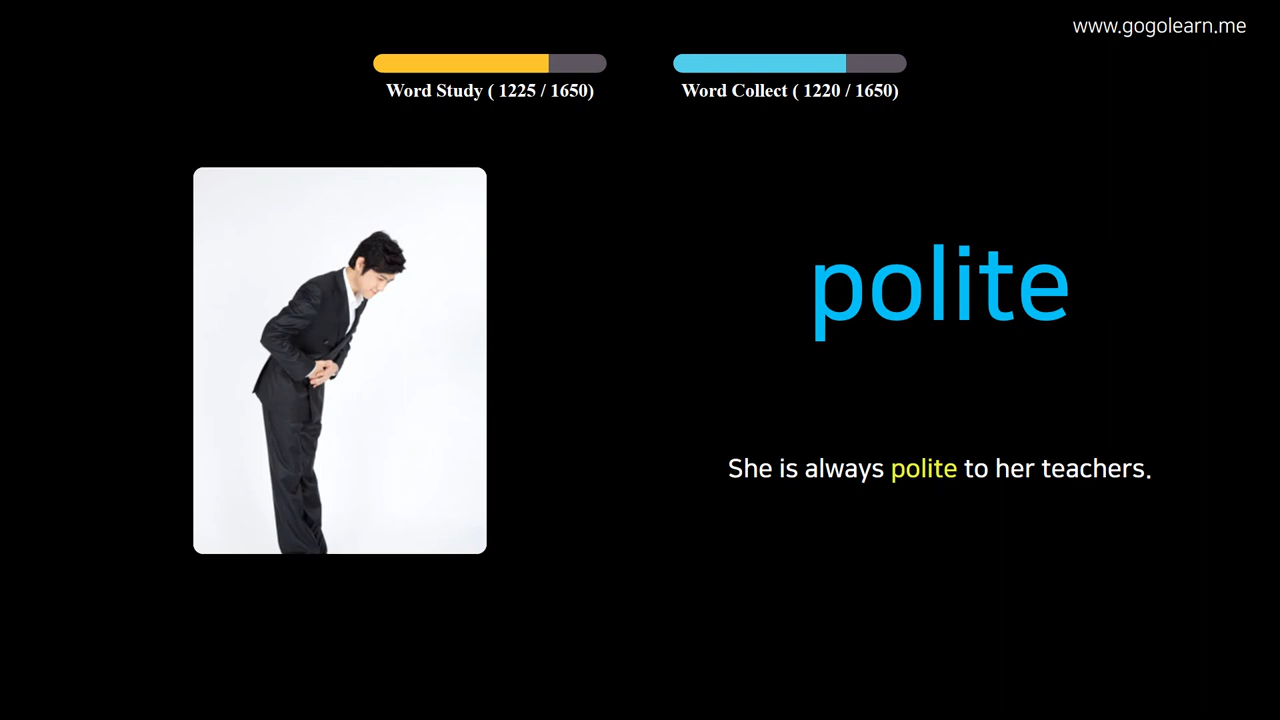 www.gogolearn.me
Word Study ( 1225 / 1650)
Word Collect ( 1220 / 1650)
polite
She is always polite to her teachers.